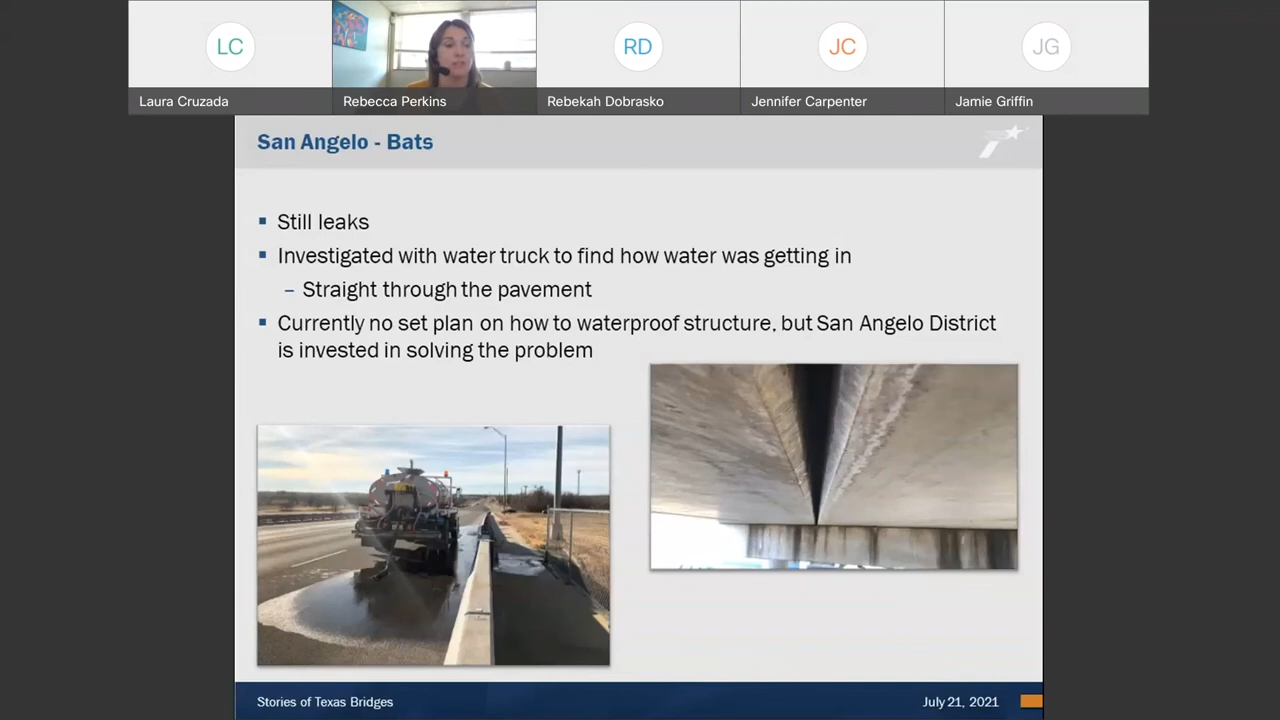 LC
RD
JC
JG
Laura Cruzada
Rebecca Perkins
Rebekah Dobrasko
Jennifer Carpenter
Jamie Griffin
San Angelo - Bats
▪ Still leaks
▪ Investigated with water truck to find how water was getting in
– Straight through the pavement
▪ Currently no set plan on how to waterproof structure, but San Angelo District
is invested in solving the problem
Stories of Texas Bridges
July 21, 2021